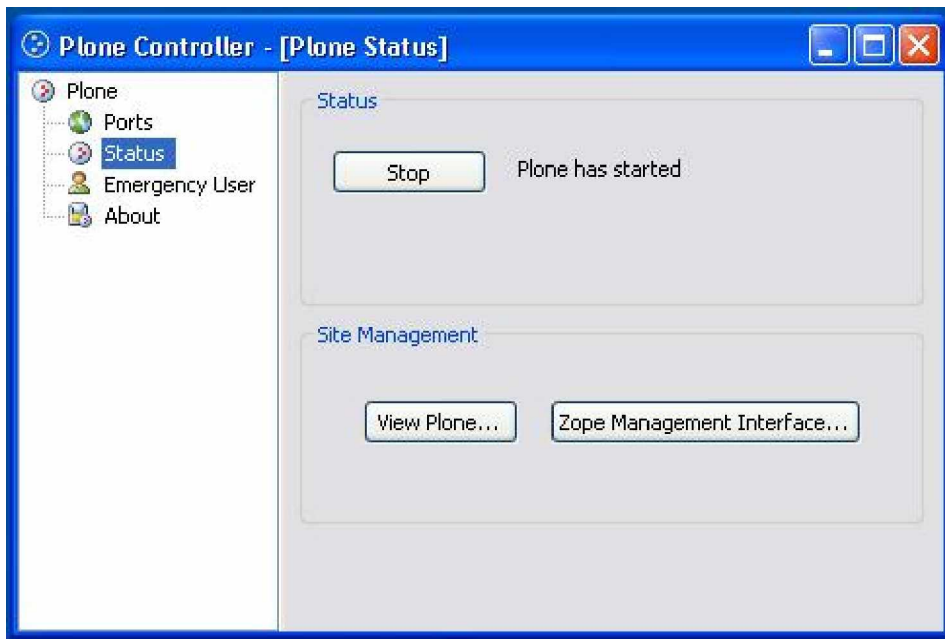 Plone Controller - [Plone Status]
Plone
Ports
Status
Emergency User
About
Status
Stop
Plone has started
Site Management
View Plone...
Zope Management Interface...